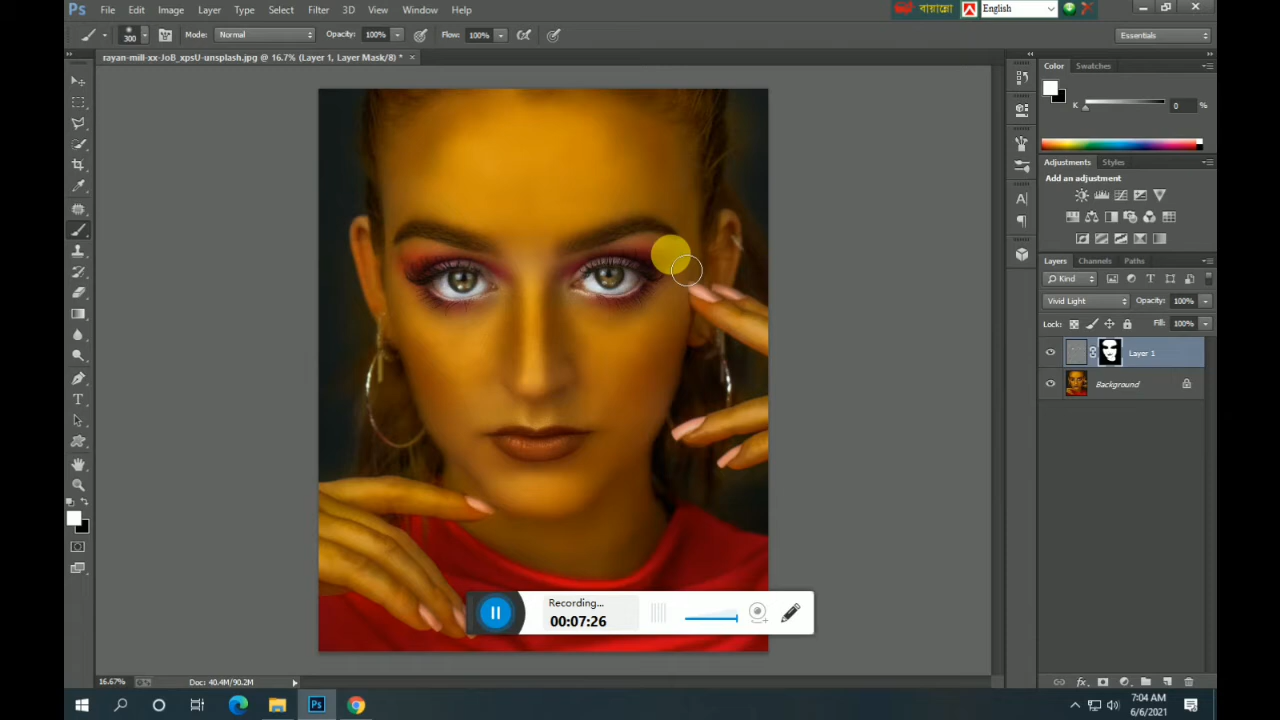 Ps File Edit Image Layer Type Select Filter 3D View Window Help
বায়ান্নো English
300 Mode: Normal Opacity: 100% Flow: 100% Essentials
rayan-mill-xx-JoB_xpsU-unsplash.jpg @ 16.7% (Layer 1, Layer Mask/8) * ×
Color Swatches
K 0 %
Adjustments Styles
Add an adjustment
Layers Channels Paths
Kind
Vivid Light Opacity: 100%
Lock: Fill: 100%
Layer 1
Background
Recording...
00:07:26
16.67% Doc: 40.4M/90.2M
7:04 AM
6/6/2021